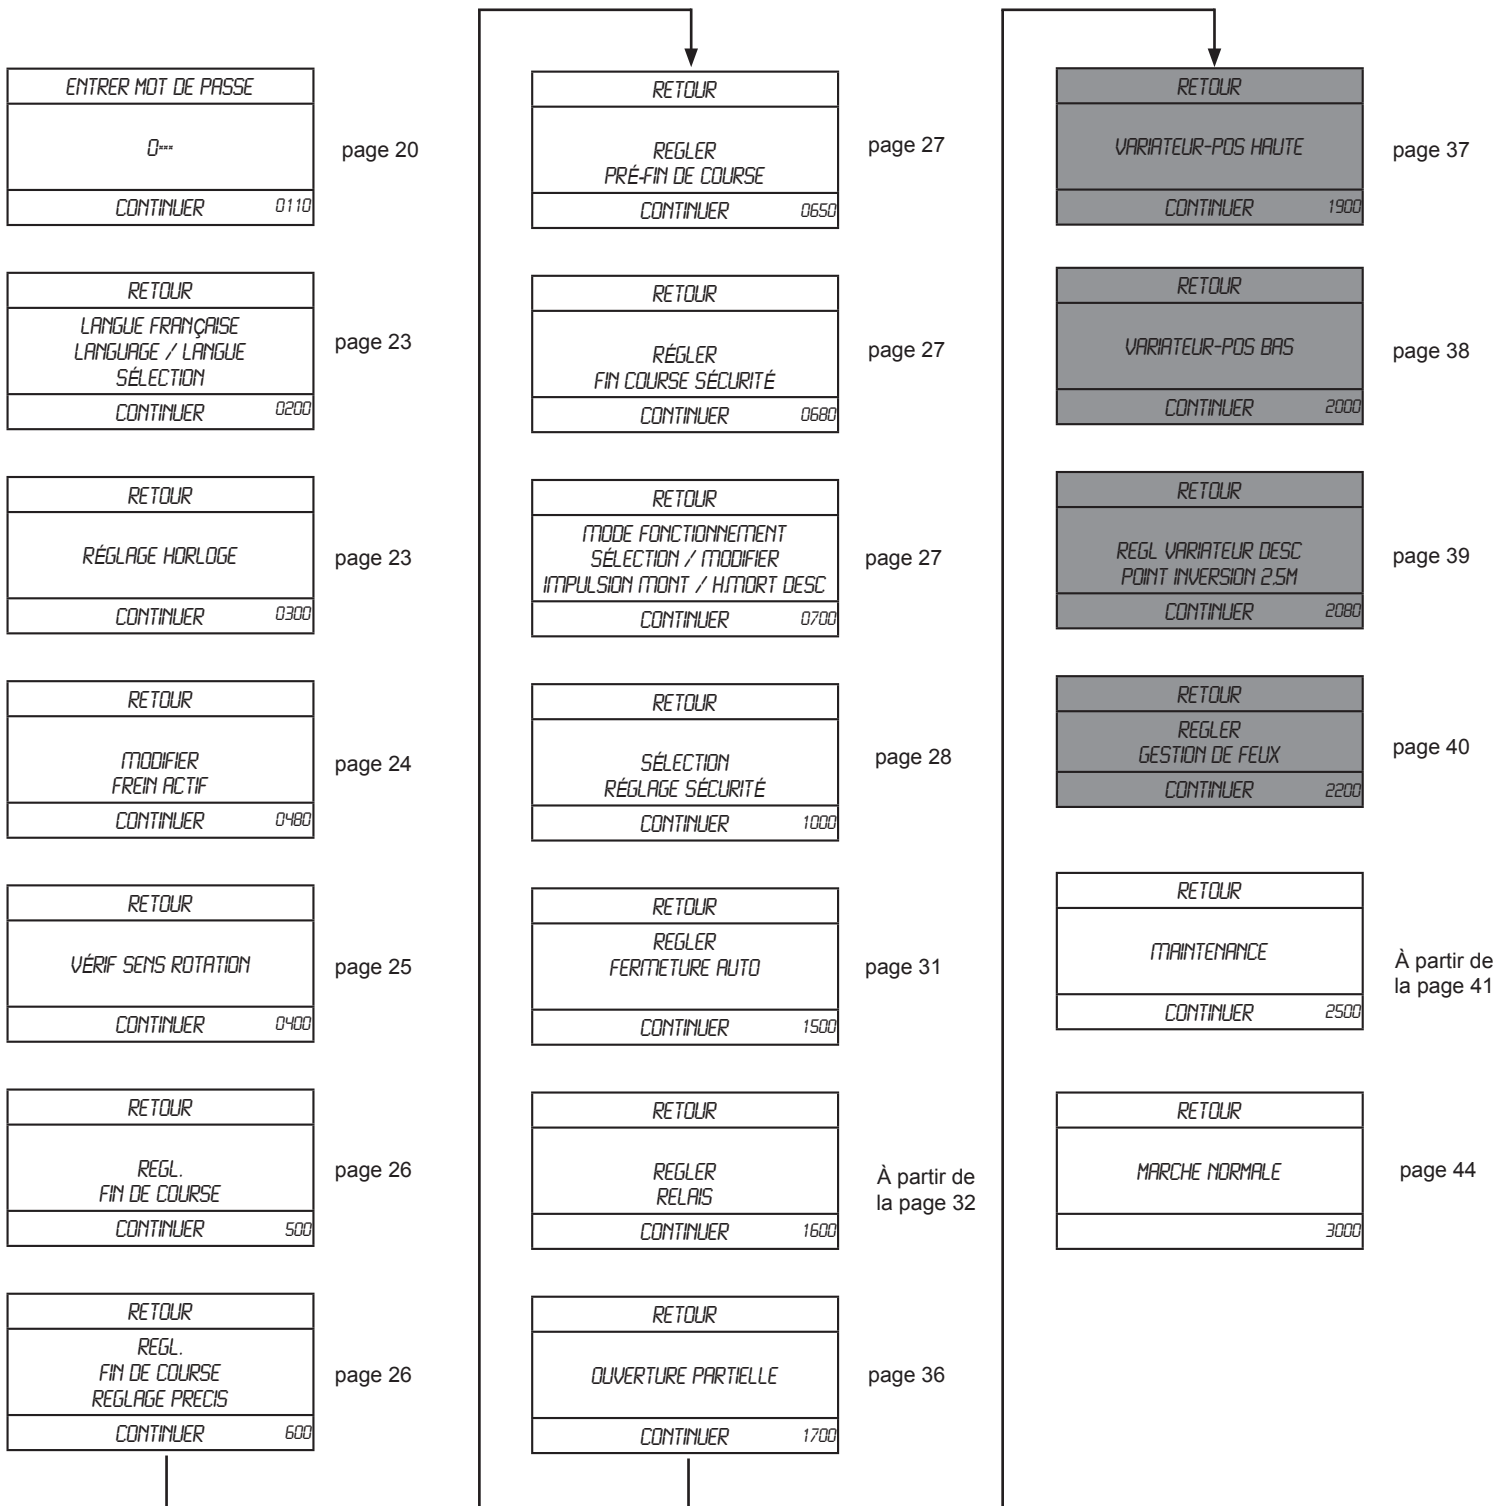 ENTRER MOT DE PASSE
0***
page 20
CONTINUER 0110
RETOUR
LANGUE FRANÇAISE
LANGUAGE / LANGUE
SÉLECTION
page 23
CONTINUER 0200
RETOUR
RÉGLAGE HORLOGE
page 23
CONTINUER 0300
RETOUR
MODIFIER
FREIN ACTIF
page 24
CONTINUER 0480
RETOUR
VÉRIF SENS ROTATION
page 25
CONTINUER 0400
RETOUR
REGL.
FIN DE COURSE
page 26
CONTINUER 500
RETOUR
REGL.
FIN DE COURSE
REGLAGE PRECIS
page 26
CONTINUER 600
RETOUR
REGLER
PRÉ-FIN DE COURSE
page 27
CONTINUER 0650
RETOUR
RÉGLER
FIN COURSE SÉCURITÉ
page 27
CONTINUER 0680
RETOUR
MODE FONCTIONNEMENT
SÉLECTION / MODIFIER
IMPULSION MONT / H.MORT DESC
page 27
CONTINUER 0700
RETOUR
SÉLECTION
RÉGLAGE SÉCURITÉ
page 28
CONTINUER 1000
RETOUR
REGLER
FERMETURE AUTO
page 31
CONTINUER 1500
RETOUR
REGLER
RELAIS
À partir de
la page 32
CONTINUER 1600
RETOUR
OUVERTURE PARTIELLE
page 36
CONTINUER 1700
RETOUR
VARIATEUR-POS HAUTE
page 37
CONTINUER 1900
RETOUR
VARIATEUR-POS BAS
page 38
CONTINUER 2000
RETOUR
REGL VARIATEUR DESC
POINT INVERSION 2.5M
page 39
CONTINUER 2080
RETOUR
REGLER
GESTION DE FEUX
page 40
CONTINUER 2200
RETOUR
MAINTENANCE
À partir de
la page 41
CONTINUER 2500
RETOUR
MARCHE NORMALE
page 44
3000